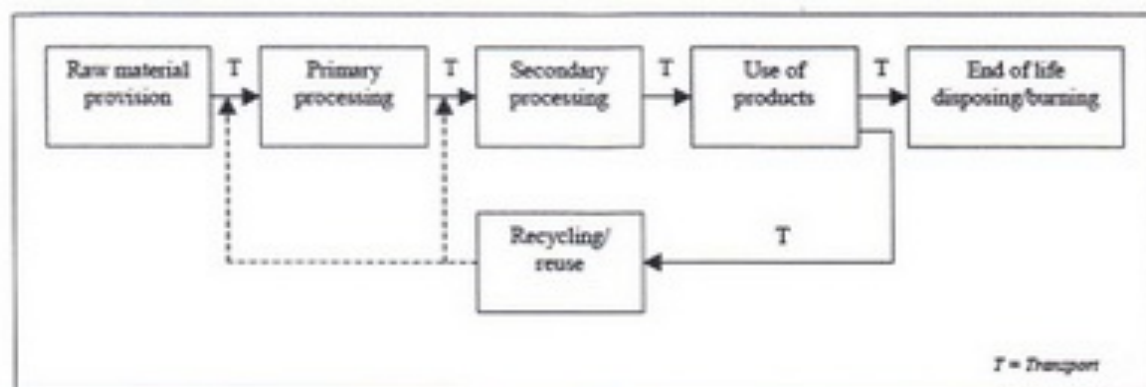 Raw material
provision
T
Primary
processing
T
Secondary
processing
T
Use of
products
T
End of life
disposing/burning
Recycling/
reuse
T
T = Transport